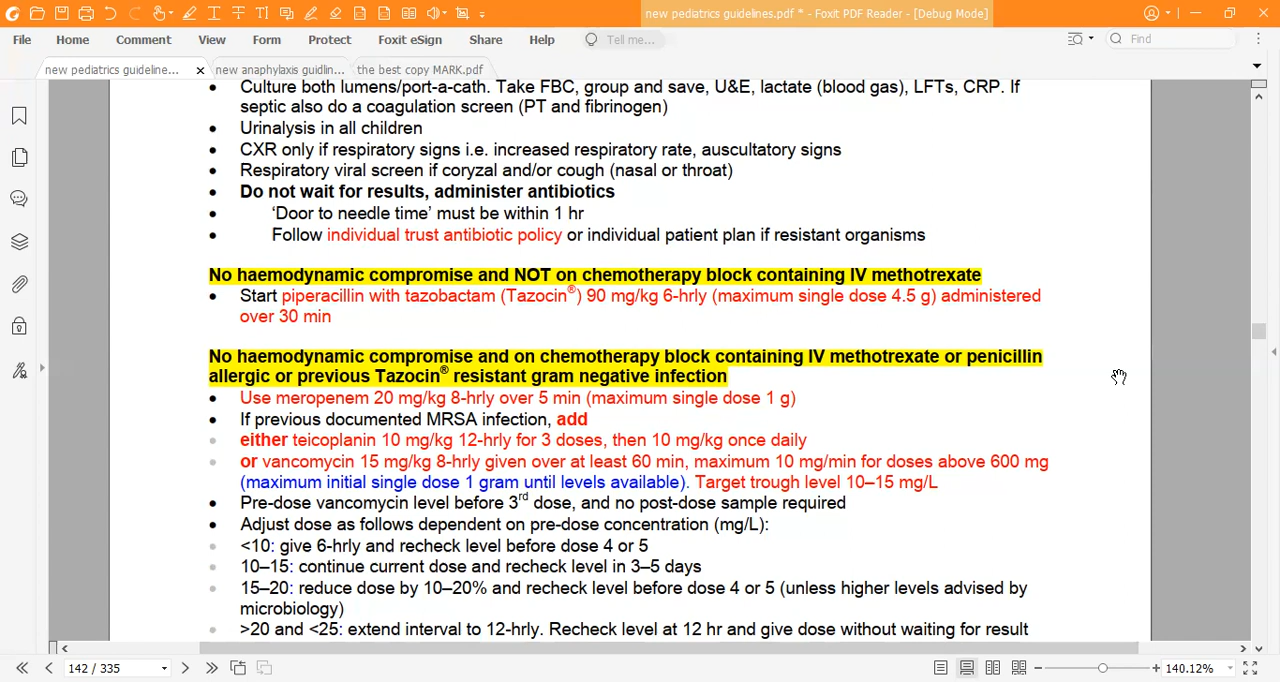 new pediatrics guidelines.pdf * - Foxit PDF Reader - [Debug Mode]
File Home Comment View Form Protect Foxit eSign Share Help Tell me... Find
new pediatrics guideline... × new anaphylaxis guidlin... the best copy MARK.pdf
• Culture both lumens/port-a-cath. Take FBC, group and save, U&E, lactate (blood gas), LFTs, CRP. If
septic also do a coagulation screen (PT and fibrinogen)
• Urinalysis in all children
• CXR only if respiratory signs i.e. increased respiratory rate, auscultatory signs
• Respiratory viral screen if coryzal and/or cough (nasal or throat)
• Do not wait for results, administer antibiotics
• ‘Door to needle time’ must be within 1 hr
• Follow individual trust antibiotic policy or individual patient plan if resistant organisms
No haemodynamic compromise and NOT on chemotherapy block containing IV methotrexate
• Start piperacillin with tazobactam (Tazocin®) 90 mg/kg 6-hrly (maximum single dose 4.5 g) administered
over 30 min
No haemodynamic compromise and on chemotherapy block containing IV methotrexate or penicillin
allergic or previous Tazocin® resistant gram negative infection
• Use meropenem 20 mg/kg 8-hrly over 5 min (maximum single dose 1 g)
• If previous documented MRSA infection, add
• either teicoplanin 10 mg/kg 12-hrly for 3 doses, then 10 mg/kg once daily
• or vancomycin 15 mg/kg 8-hrly given over at least 60 min, maximum 10 mg/min for doses above 600 mg
(maximum initial single dose 1 gram until levels available). Target trough level 10–15 mg/L
• Pre-dose vancomycin level before 3rd dose, and no post-dose sample required
• Adjust dose as follows dependent on pre-dose concentration (mg/L):
• <10: give 6-hrly and recheck level before dose 4 or 5
• 10–15: continue current dose and recheck level in 3–5 days
• 15–20: reduce dose by 10–20% and recheck level before dose 4 or 5 (unless higher levels advised by
microbiology)
• >20 and <25: extend interval to 12-hrly. Recheck level at 12 hr and give dose without waiting for result
142 / 335 140.12%